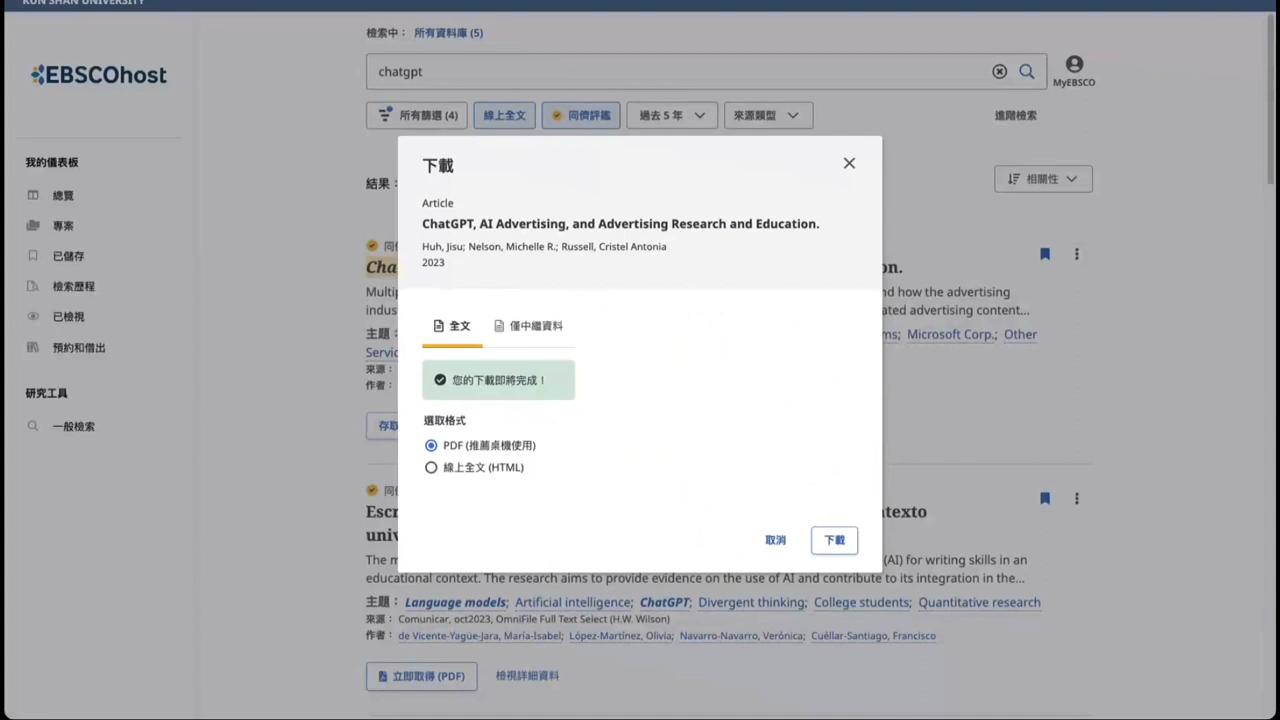 KUN SHAN UNIVERSITY
檢索中： 所有資料庫 (5)
EBSCOhost
chatgpt
MyEBSCO
所有篩選 (4) 線上全文 同儕評鑑 過去 5 年 來源類型 進階檢索
我的儀表板
總覽
專案
已儲存
檢索歷程
已檢視
預約和借出
研究工具
一般檢索
結果：
相關性
下載
Article
ChatGPT, AI Advertising, and Advertising Research and Education.
Huh, Jisu; Nelson, Michelle R.; Russell, Cristel Antonia
2023
全文 僅中繼資料
您的下載即將完成！
選取格式
PDF (推薦桌機使用)
線上全文 (HTML)
取消 下載
同
Cha on.
Multip d how the advertising
indus ated advertising content...
主題： ms; Microsoft Corp.; Other
Servic
來源：
作者：
存取
同
Escr texto
univ
The m (AI) for writing skills in an
educational context. The research aims to provide evidence on the use of AI and contribute to its integration in the...
主題： Language models; Artificial intelligence; ChatGPT; Divergent thinking; College students; Quantitative research
來源： Comunicar, oct2023, OmniFile Full Text Select (H.W. Wilson)
作者： de Vicente-Yagüe-Jara, María-Isabel; López-Martínez, Olivia; Navarro-Navarro, Verónica; Cuéllar-Santiago, Francisco
立即取得 (PDF) 檢視詳細資料